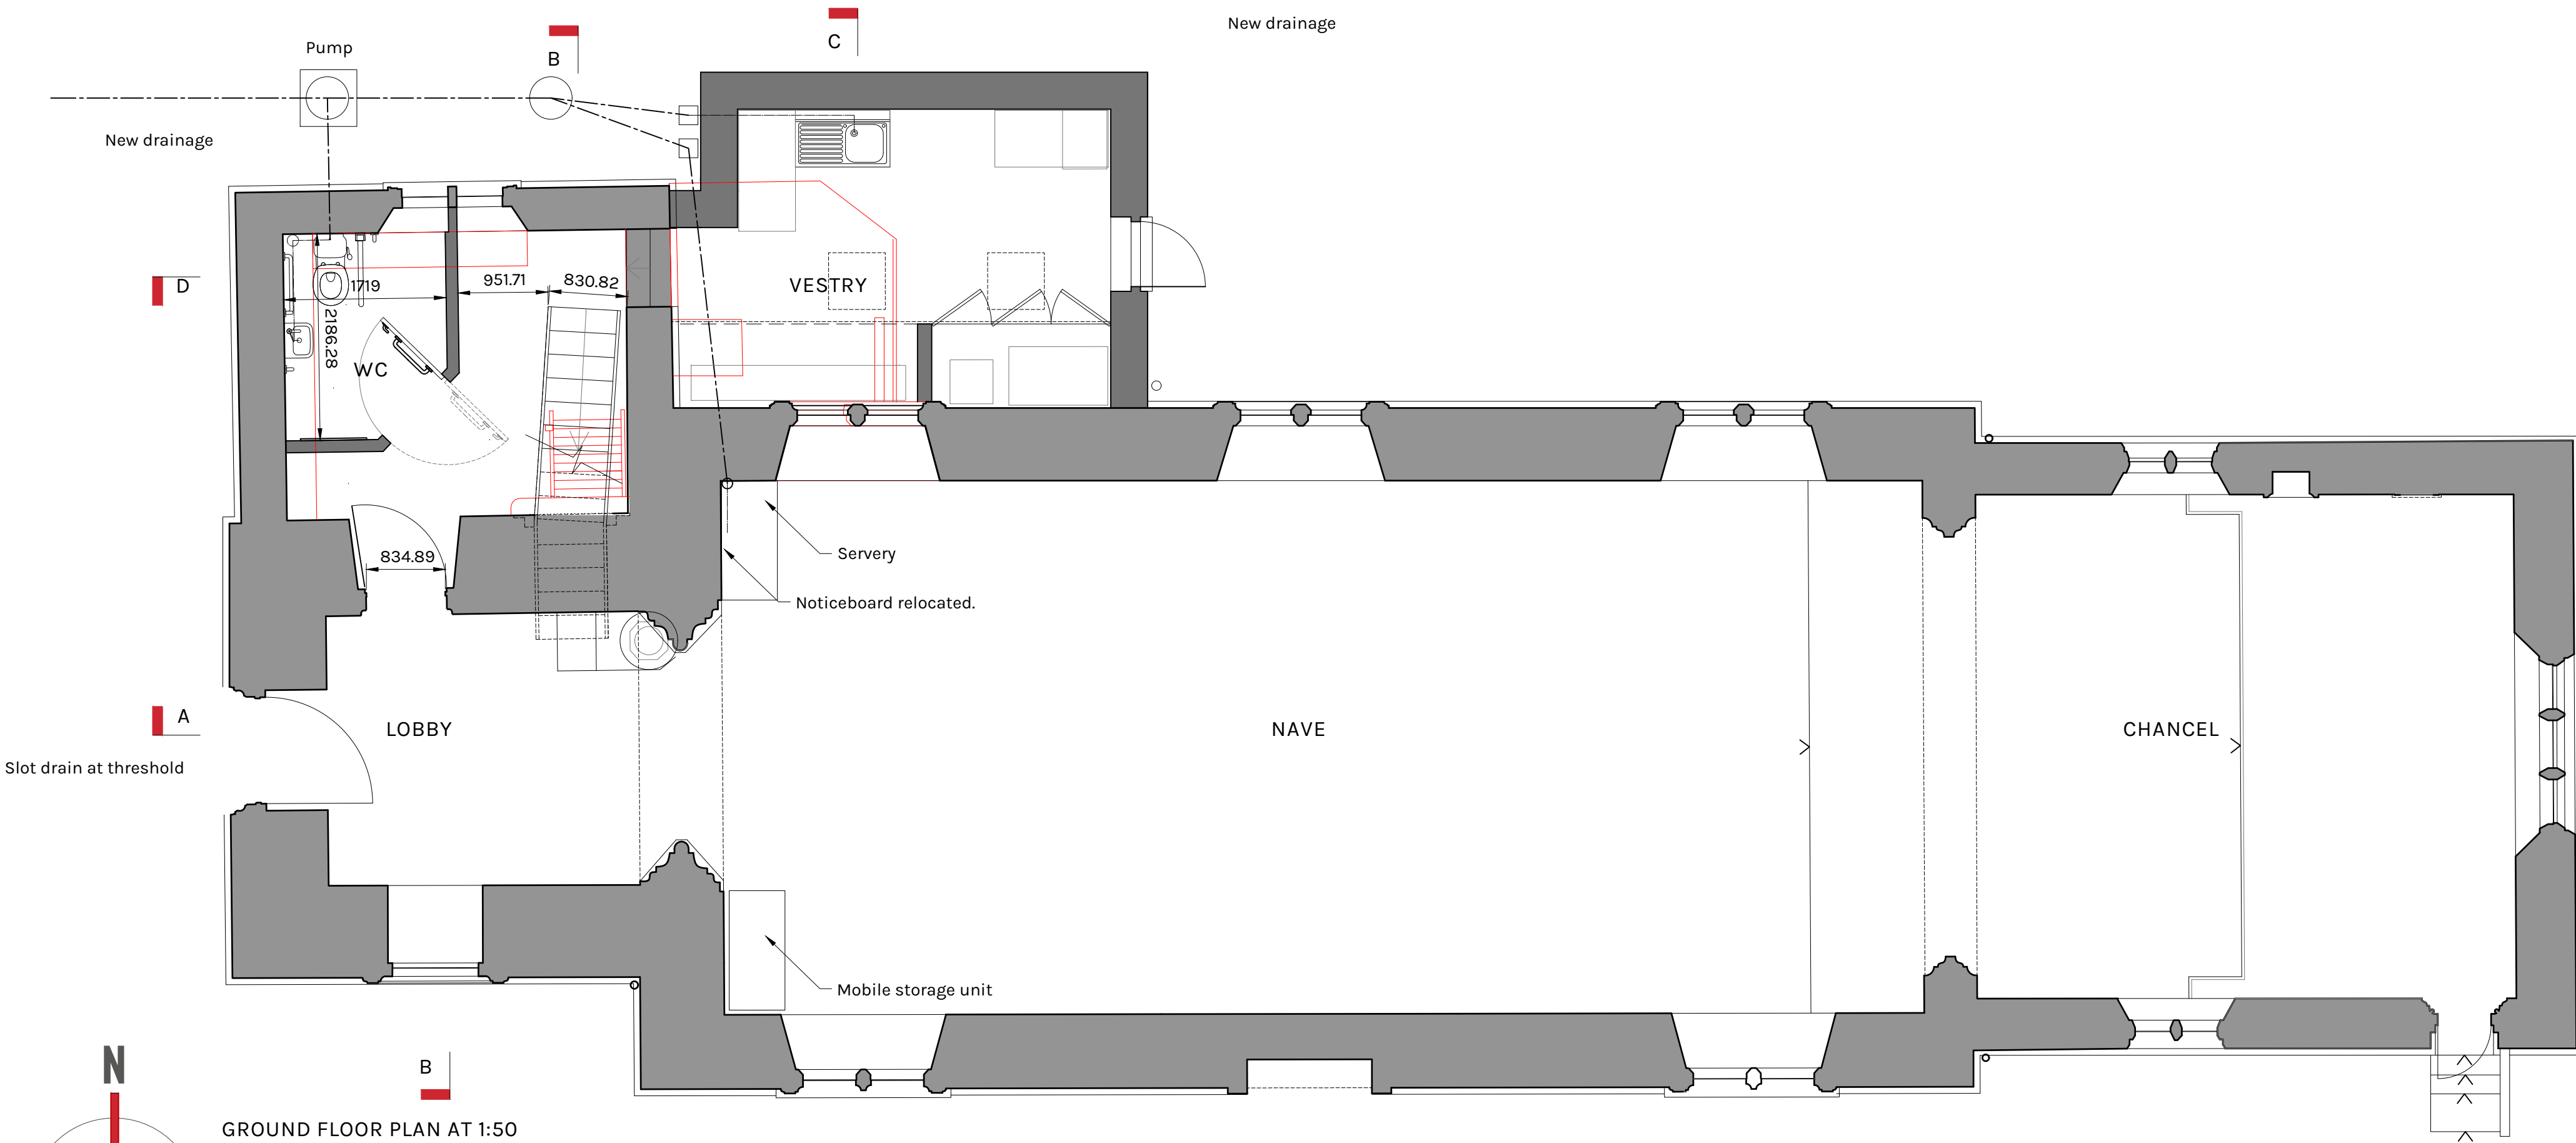 New drainage
C
Pump
B
New drainage
D
951.71
830.82
VESTRY
1719
2186.28
WC
834.89
Servery
Noticeboard relocated.
A
LOBBY
NAVE
CHANCEL
Slot drain at threshold
Mobile storage unit
N
B
GROUND FLOOR PLAN AT 1:50